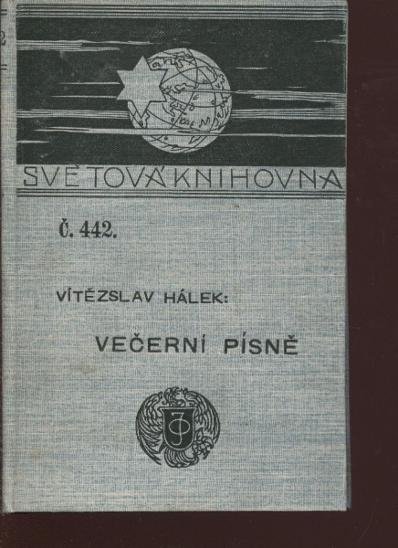 SVĚTOVÁ KNIHOVNA
Č. 442.
VÍTĚZSLAV HÁLEK:
VEČERNÍ PÍSNĚ